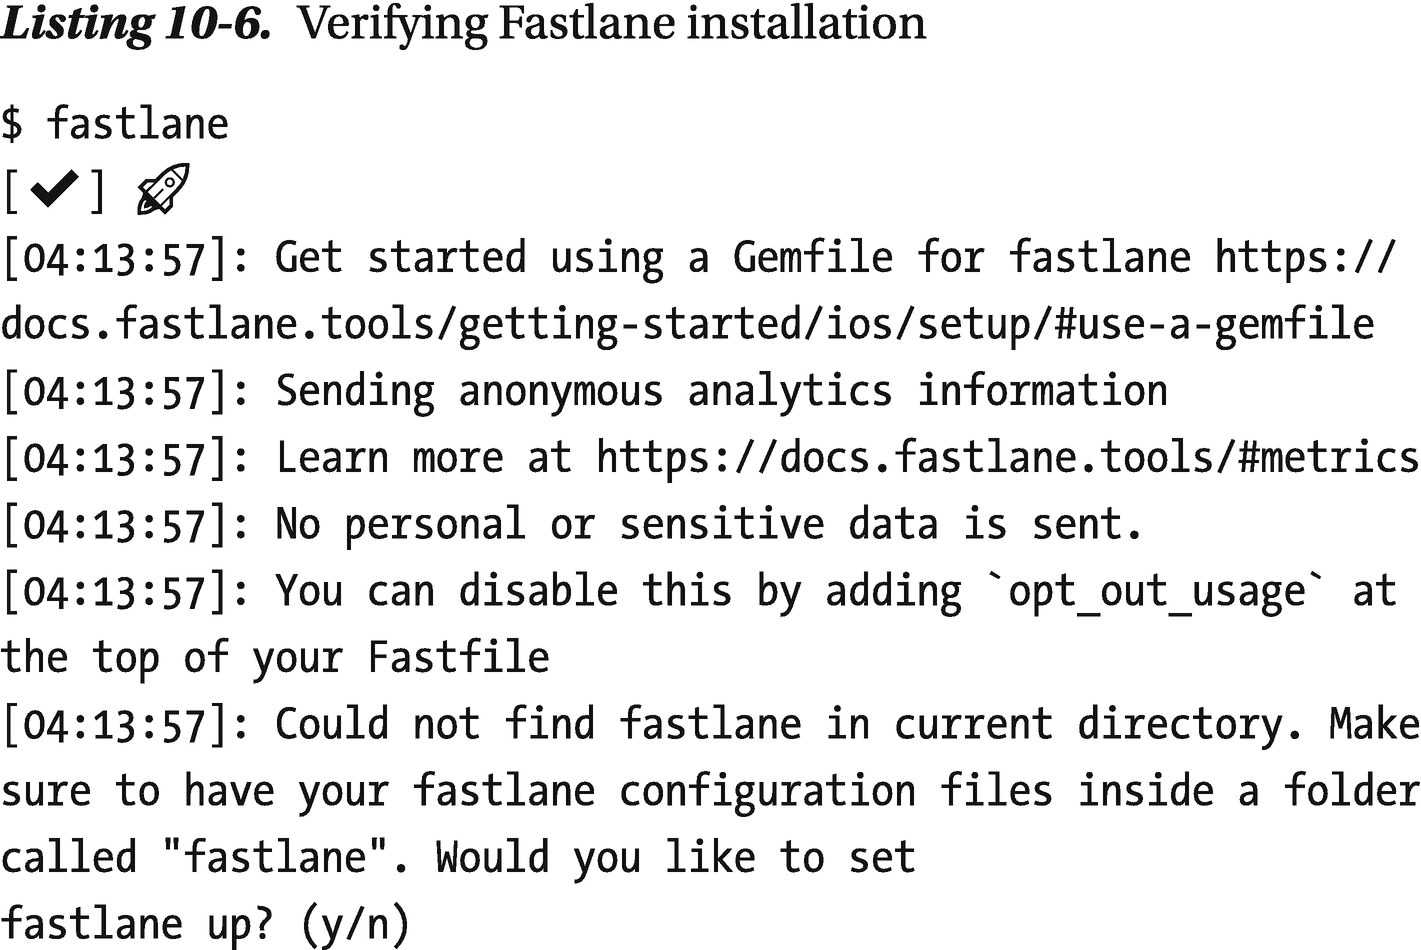 Listing 10-6. Verifying Fastlane installation
$ fastlane
[✔] 🚀
[04:13:57]: Get started using a Gemfile for fastlane https://
docs.fastlane.tools/getting-started/ios/setup/#use-a-gemfile
[04:13:57]: Sending anonymous analytics information
[04:13:57]: Learn more at https://docs.fastlane.tools/#metrics
[04:13:57]: No personal or sensitive data is sent.
[04:13:57]: You can disable this by adding `opt_out_usage` at
the top of your Fastfile
[04:13:57]: Could not find fastlane in current directory. Make
sure to have your fastlane configuration files inside a folder
called "fastlane". Would you like to set
fastlane up? (y/n)